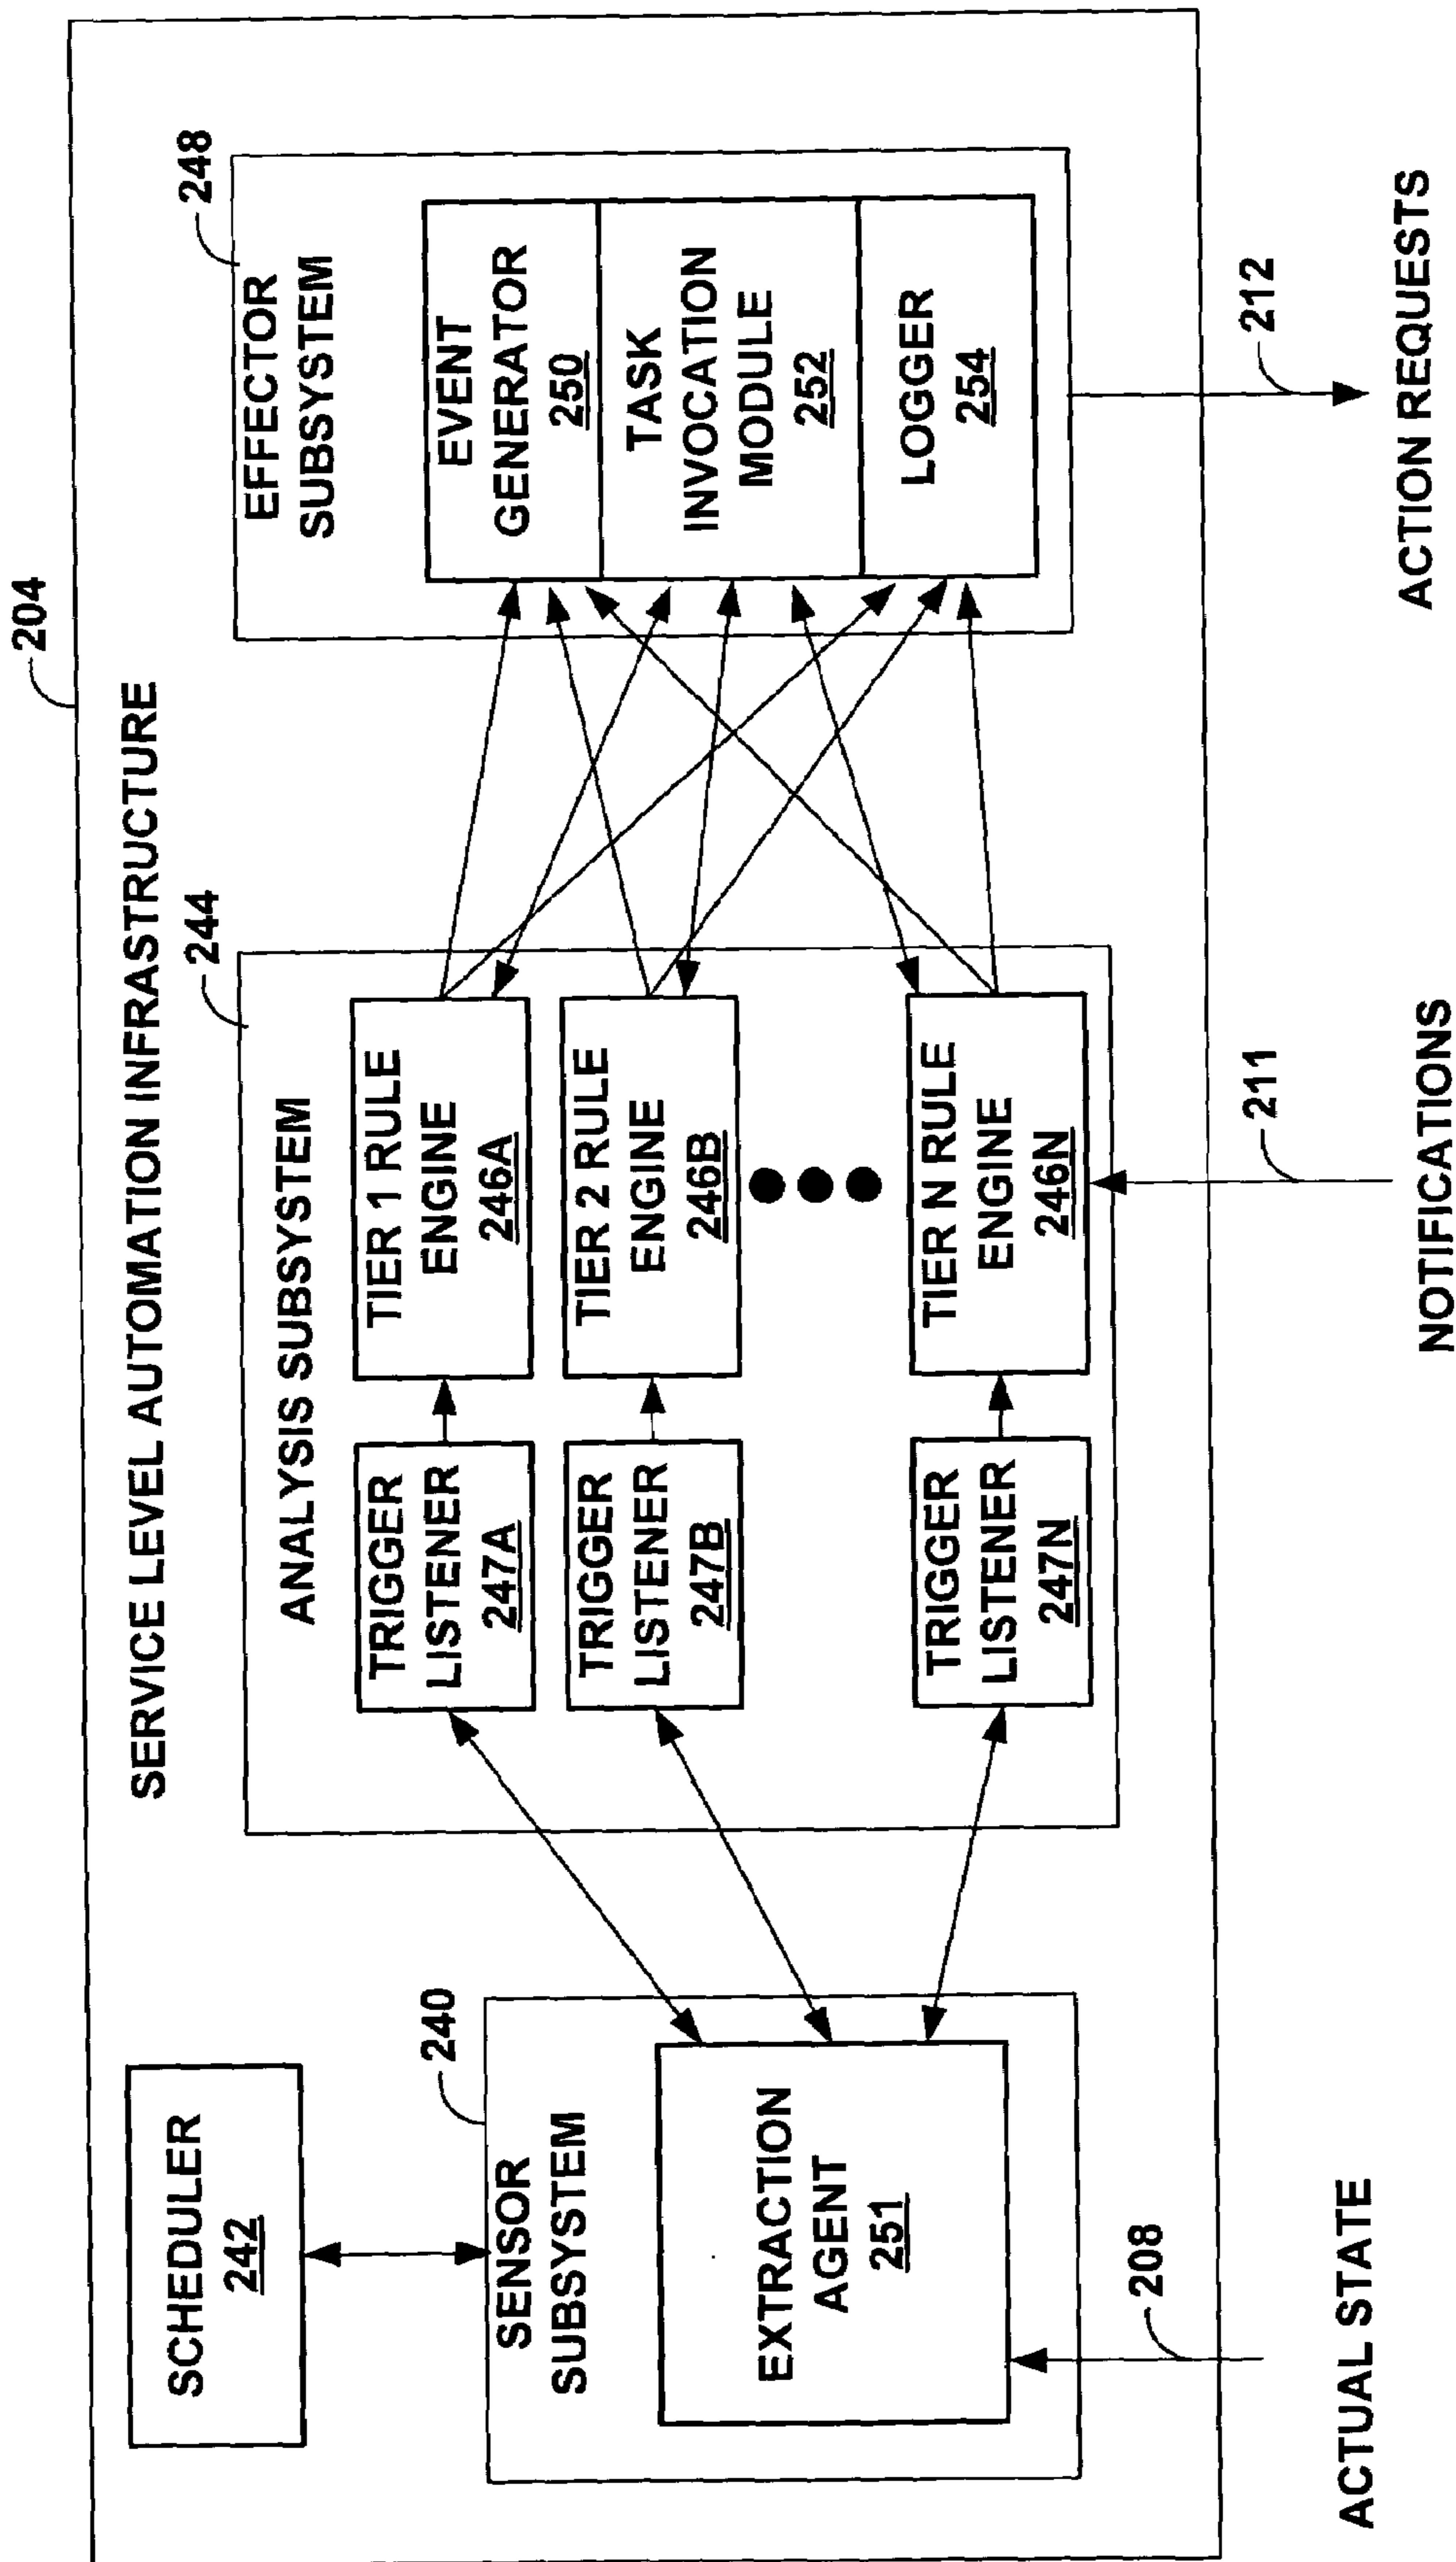 204
SERVICE LEVEL AUTOMATION INFRASTRUCTURE
SCHEDULER
242
240
SENSOR
SUBSYSTEM
EXTRACTION
AGENT
251
208
ACTUAL STATE
244
ANALYSIS SUBSYSTEM
TRIGGER
LISTENER
247A
TIER 1 RULE
ENGINE
246A
TRIGGER
LISTENER
247B
TIER 2 RULE
ENGINE
246B
TRIGGER
LISTENER
247N
TIER N RULE
ENGINE
246N
211
NOTIFICATIONS
248
EFFECTOR
SUBSYSTEM
EVENT
GENERATOR
250
TASK
INVOCATION
MODULE
252
LOGGER
254
212
ACTION REQUESTS